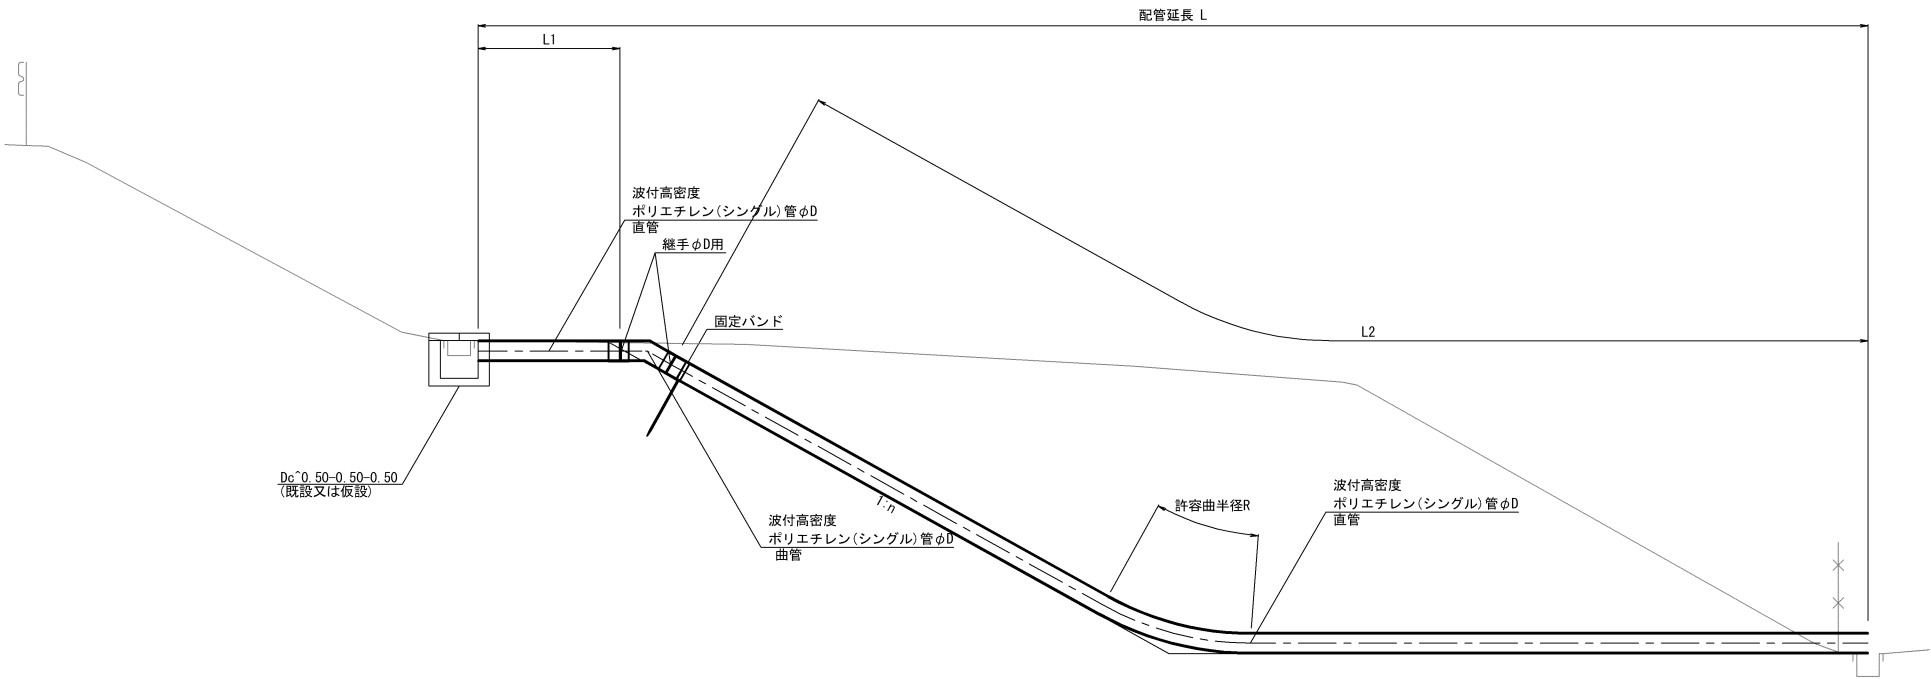 配管延長 L
L1
波付高密度
ポリエチレン(シングル)管φD
直管
継手φD用
固定バンド
L2
Dc^0.50-0.50-0.50
(既設又は仮設)
1:n
許容曲半径R
波付高密度
ポリエチレン(シングル)管φD
直管
波付高密度
ポリエチレン(シングル)管φD
曲管